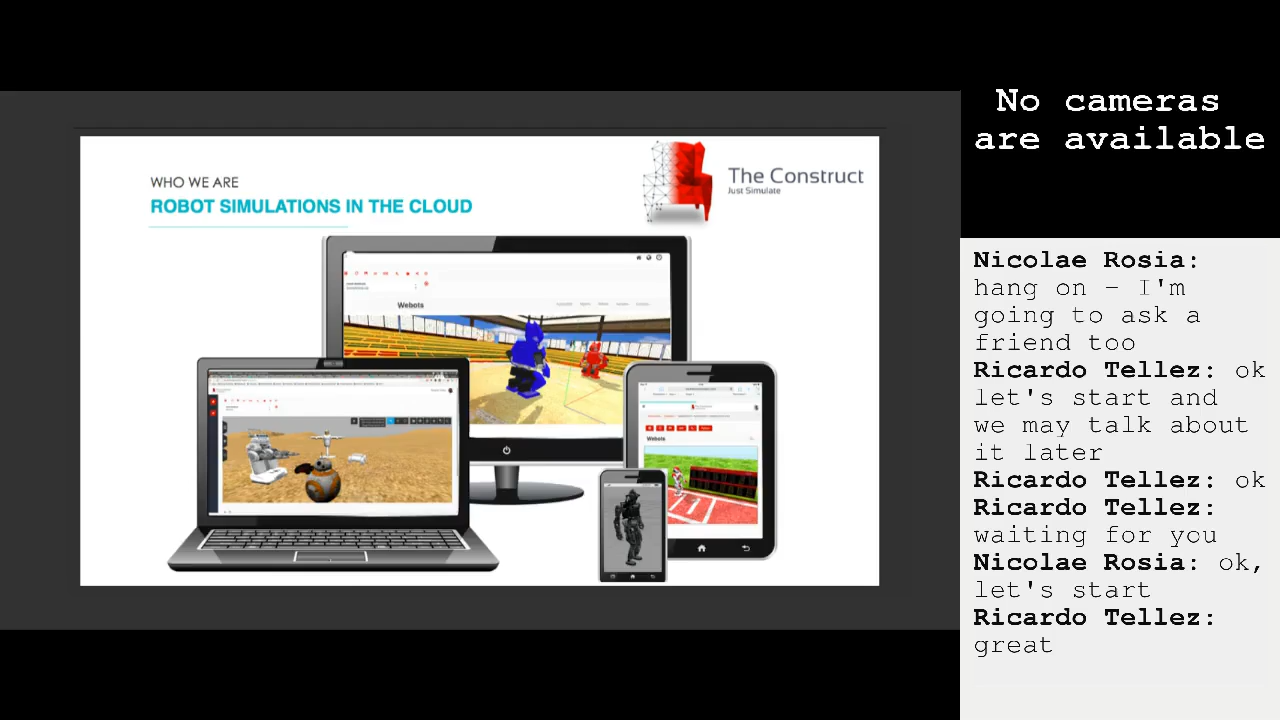 WHO WE ARE
ROBOT SIMULATIONS IN THE CLOUD
The Construct
Just Simulate
Webots
Webots
No cameras
are available
Nicolae Rosia:
hang on - I'm
going to ask a
friend too
Ricardo Tellez: ok
let's start and
we may talk about
it later
Ricardo Tellez: ok
Ricardo Tellez:
waiting for you
Nicolae Rosia: ok,
let's start
Ricardo Tellez:
great